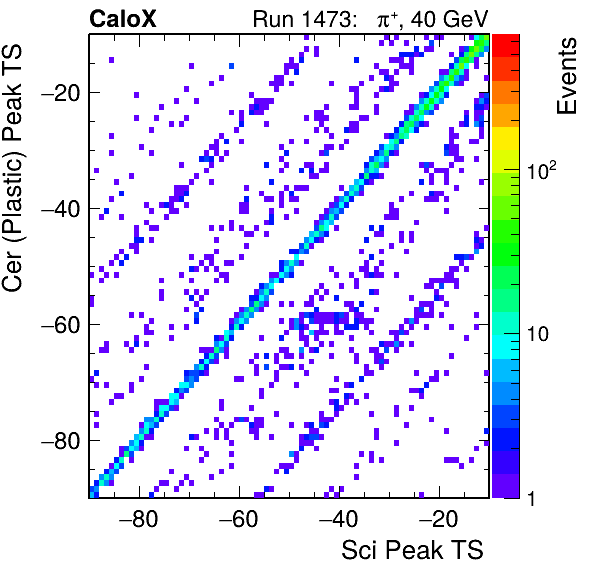 CaloX Run 1473: π⁺, 40 GeV
Cer (Plastic) Peak TS
−20
−40
−60
−80
−80 −60 −40 −20
Sci Peak TS
Events
10²
10
1